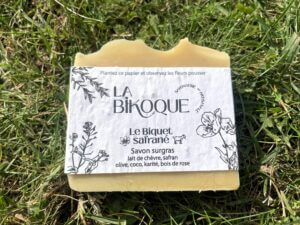 Plantez ce papier et observez les fleurs pousser
LA
BIKOQUE
Le Biquet
safrané
Savon surgras
lait de chèvre, safran
olive, coco, karité, bois de rose